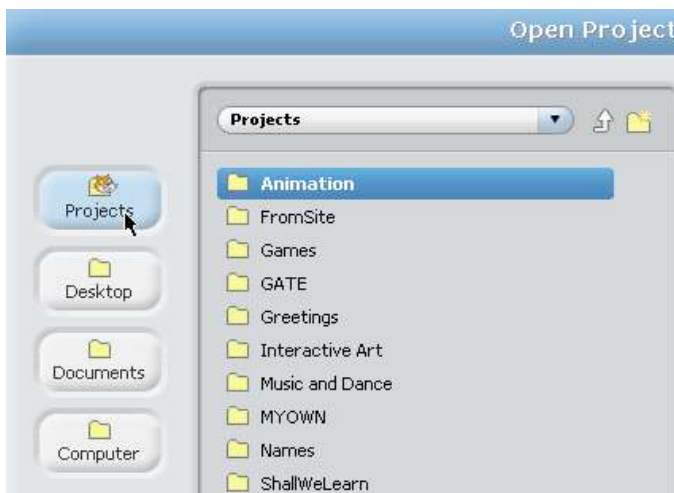 Open Project
Projects
Projects
Desktop
Documents
Computer
Animation
FromSite
Games
GATE
Greetings
Interactive Art
Music and Dance
MYOWN
Names
ShallWeLearn